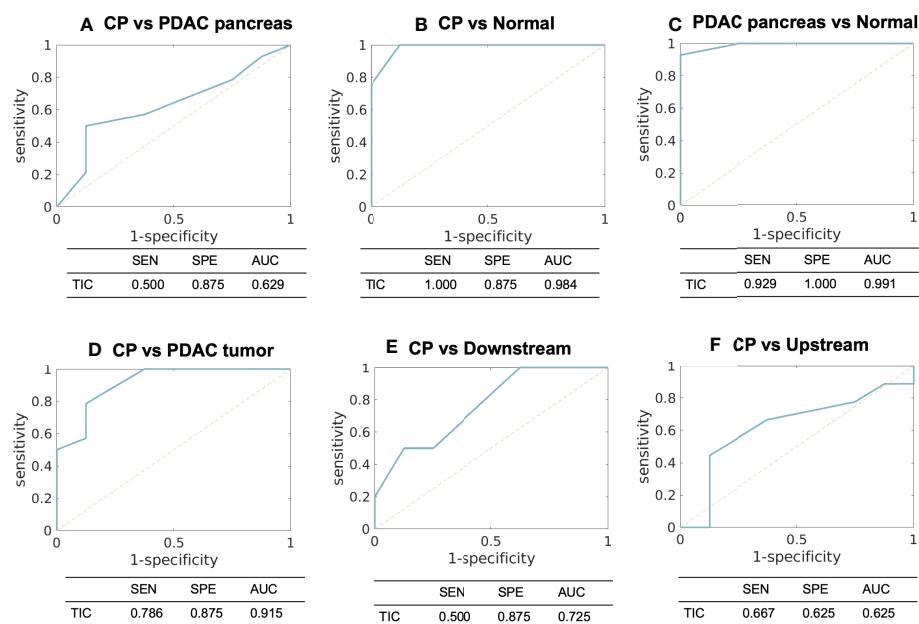 A CP vs PDAC pancreas
1
0.8
0.6
0.4
0.2
0
0 0.5 1
sensitivity
1-specificity
SEN SPE AUC
TIC 0.500 0.875 0.629
B CP vs Normal
1
0.8
0.6
0.4
0.2
0
0 0.5 1
sensitivity
1-specificity
SEN SPE AUC
TIC 1.000 0.875 0.984
C PDAC pancreas vs Normal
1
0.8
0.6
0.4
0.2
0
0 0.5 1
sensitivity
1-specificity
SEN SPE AUC
TIC 0.929 1.000 0.991
D CP vs PDAC tumor
1
0.8
0.6
0.4
0.2
0
0 0.5 1
sensitivity
1-specificity
SEN SPE AUC
TIC 0.786 0.875 0.915
E CP vs Downstream
1
0.8
0.6
0.4
0.2
0
0 0.5 1
sensitivity
1-specificity
SEN SPE AUC
TIC 0.500 0.875 0.725
F CP vs Upstream
1
0.8
0.6
0.4
0.2
0
0 0.5 1
sensitivity
1-specificity
SEN SPE AUC
TIC 0.667 0.625 0.625